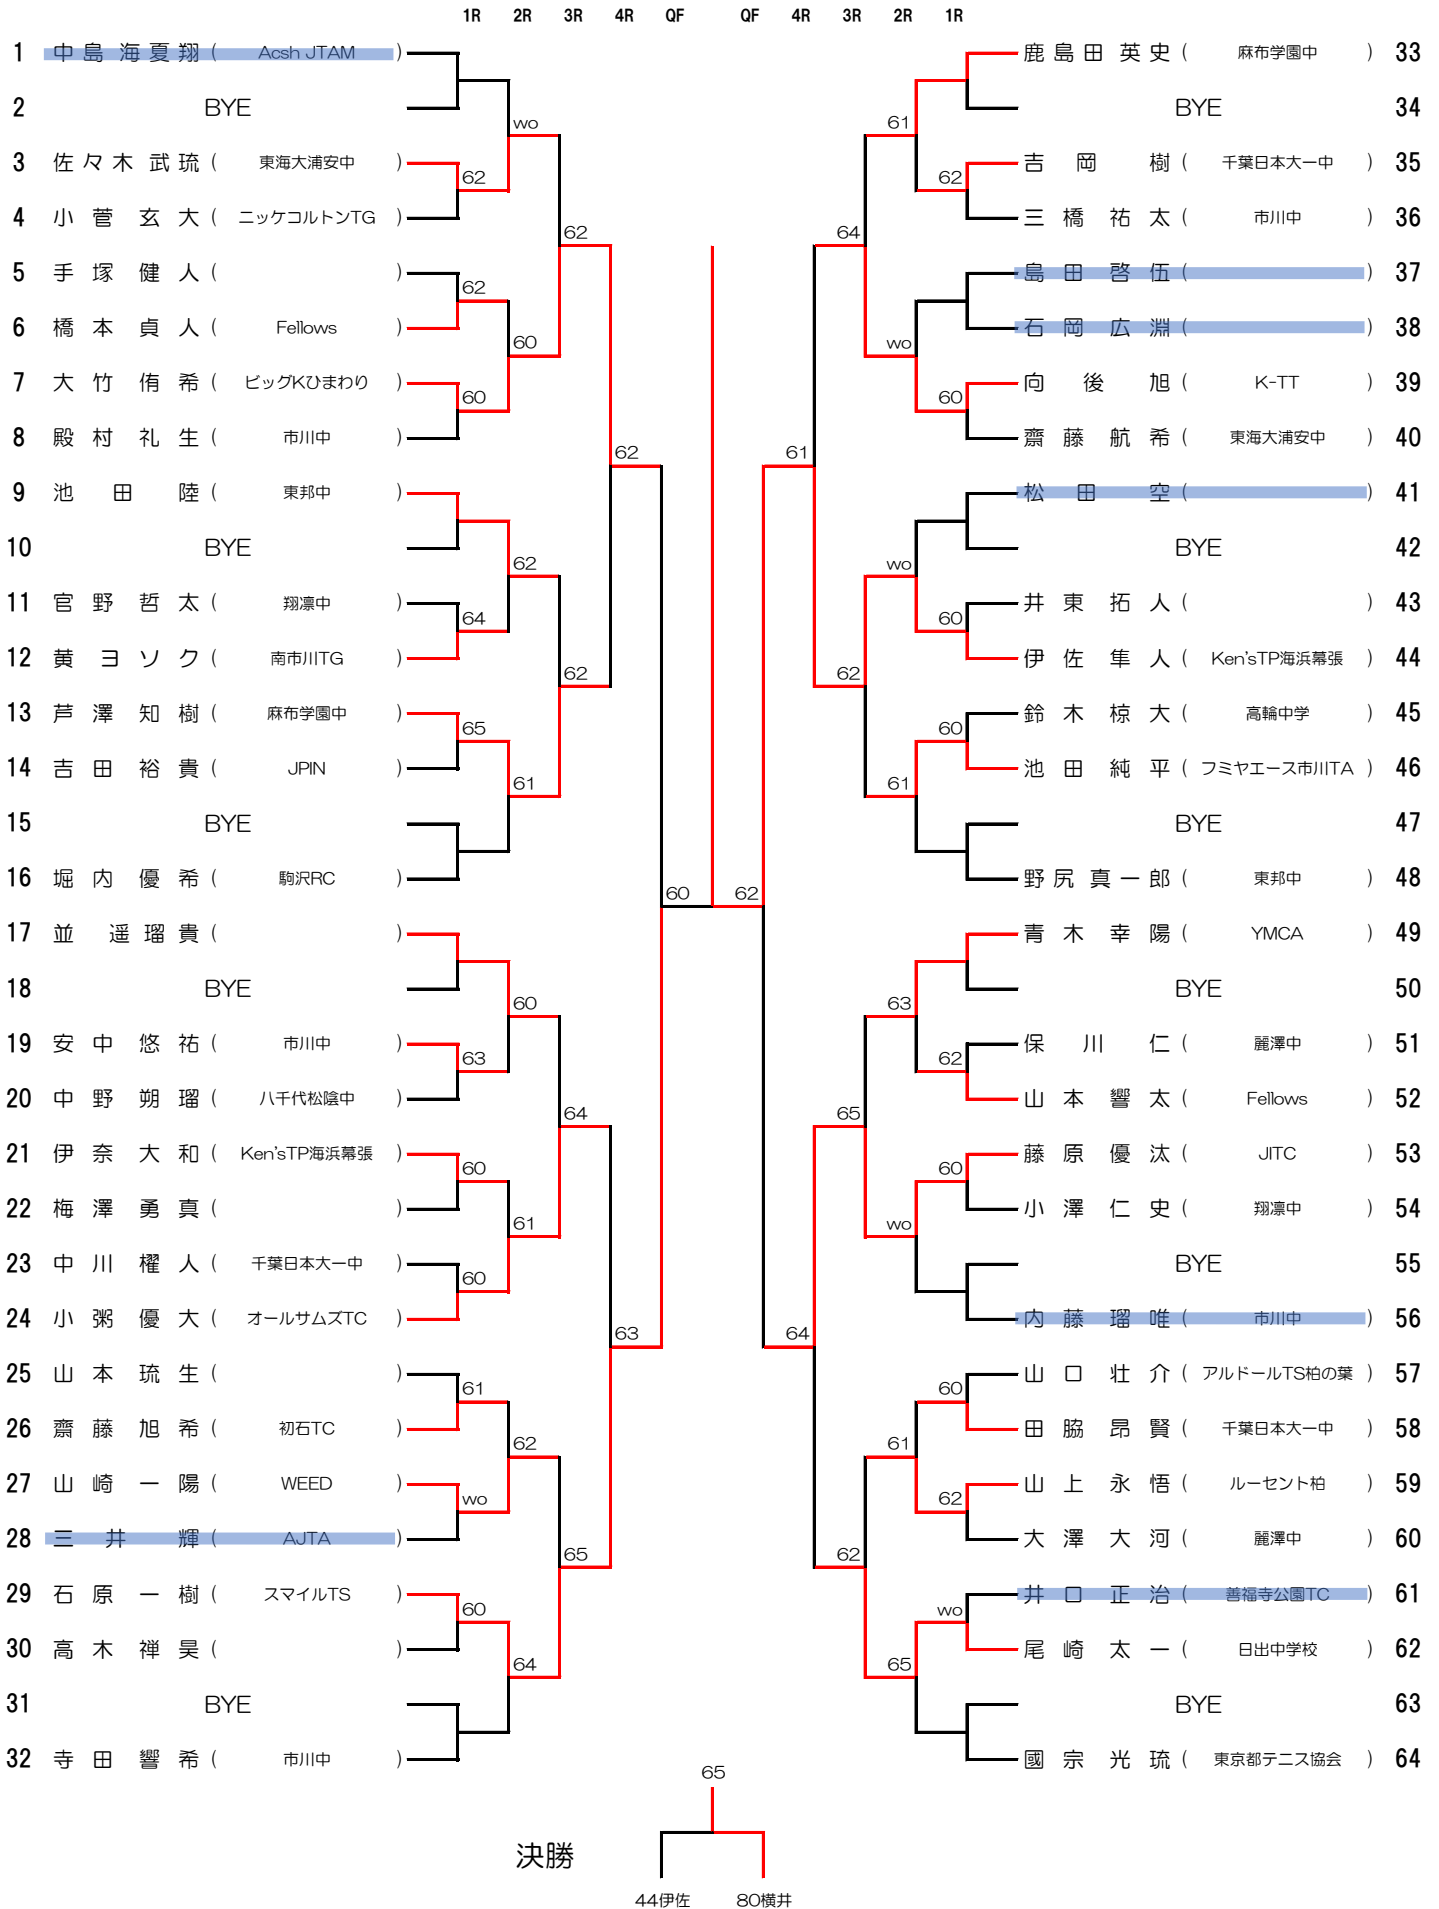 1R 2R 3R 4R QF QF 4R 3R 2R 1R
1 中島 海夏翔 ( Acsh JTAM ) 鹿島田 英史 ( 麻布学園中 ) 33
2 BYE BYE 34
wo 61
3 佐々木 武琉 ( 東海大浦安中 ) 吉岡 樹 ( 千葉日本大一中 ) 35
62 62
4 小菅 玄大 ( ニッケコルトンTG ) 三橋 祐太 ( 市川中 ) 36
62 64
5 手塚 健人 ( ) 島田 啓伍 ( ) 37
62
6 橋本 貞人 ( Fellows ) 石岡 広淵 ( ) 38
60 wo
7 大竹 侑希 ( ビッグKひまわり ) 向後 旭 ( K-TT ) 39
60 60
8 殿村 礼生 ( 市川中 ) 齋藤 航希 ( 東海大浦安中 ) 40
62 61
9 池田 陸 ( 東邦中 ) 松田 空 ( ) 41
10 BYE BYE 42
62 wo
11 官野 哲太 ( 翔凛中 ) 井東 拓人 ( ) 43
64 60
12 黄 ヨソク ( 南市川TG ) 伊佐 隼人 ( Ken'sTP海浜幕張 ) 44
62 62
13 芦澤 知樹 ( 麻布学園中 ) 鈴木 椋大 ( 高輪中学 ) 45
65 60
14 吉田 裕貴 ( JPIN ) 池田 純平 ( フミヤエース市川TA ) 46
61 61
15 BYE BYE 47
16 堀内 優希 ( 駒沢RC ) 野尻 真一郎 ( 東邦中 ) 48
60 62
17 並 遥瑠貴 ( ) 青木 幸陽 ( YMCA ) 49
18 BYE BYE 50
60 63
19 安中 悠祐 ( 市川中 ) 保川 仁 ( 麗澤中 ) 51
63 62
20 中野 朔瑠 ( 八千代松陰中 ) 山本 響太 ( Fellows ) 52
64 65
21 伊奈 大和 ( Ken'sTP海浜幕張 ) 藤原 優汰 ( JITC ) 53
60 60
22 梅澤 勇真 ( ) 小澤 仁史 ( 翔凛中 ) 54
61 wo
23 中川 櫂人 ( 千葉日本大一中 ) BYE 55
60
24 小粥 優大 ( オールサムズTC ) 内藤 瑠唯 ( 市川中 ) 56
63 64
25 山本 琉生 ( ) 山口 壮介 ( アルドールTS柏の葉 ) 57
61 60
26 齋藤 旭希 ( 初石TC ) 田脇 昂賢 ( 千葉日本大一中 ) 58
62 61
27 山崎 一陽 ( WEED ) 山上 永悟 ( ルーセント柏 ) 59
wo 62
28 三井 輝 ( AJTA ) 大澤 大河 ( 麗澤中 ) 60
65 62
29 石原 一樹 ( スマイルTS ) 井口 正治 ( 善福寺公園TC ) 61
60 wo
30 高木 禅昊 ( ) 尾崎 太一 ( 日出中学校 ) 62
64 65
31 BYE BYE 63
32 寺田 響希 ( 市川中 ) 國宗 光琉 ( 東京都テニス協会 ) 64
65
決勝
44伊佐 80横井